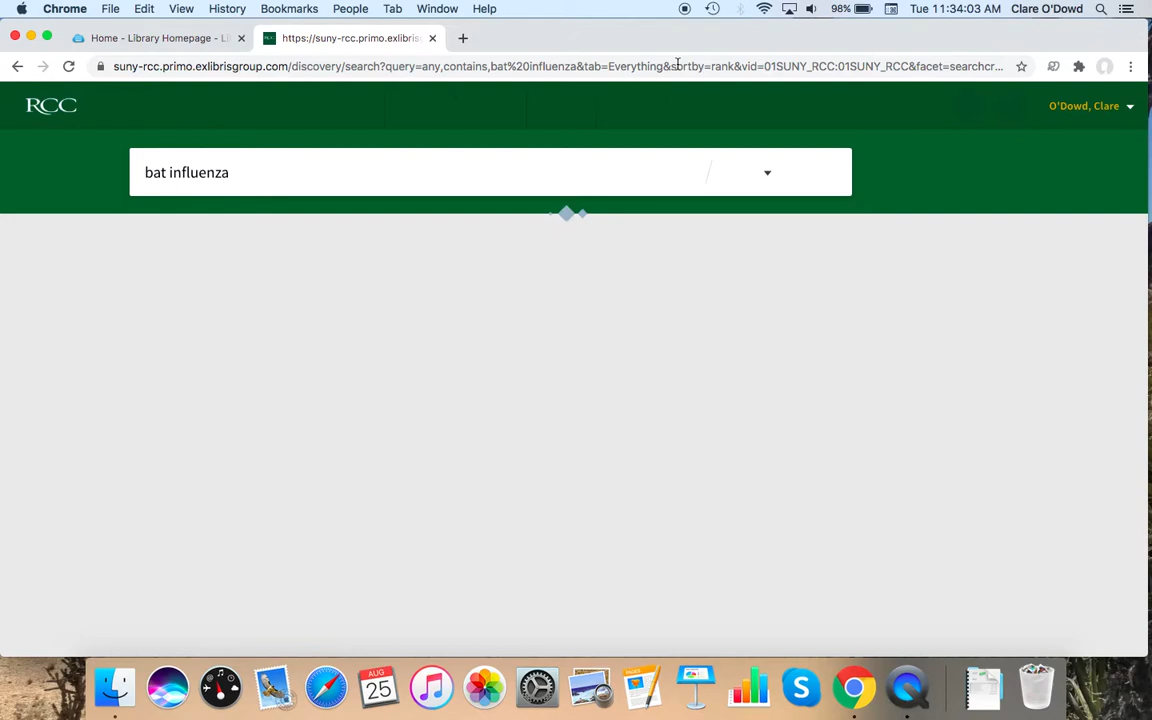 Chrome File Edit View History Bookmarks People Tab Window Help 98% Tue 11:34:03 AM Clare O'Dowd
Home - Library Homepage - Li https://suny-rcc.primo.exlibris
suny-rcc.primo.exlibrisgroup.com/discovery/search?query=any,contains,bat%20influenza&tab=Everything&sortby=rank&vid=01SUNY_RCC:01SUNY_RCC&facet=searchcr...
RCC O'Dowd, Clare
bat influenza
AUG
25
S